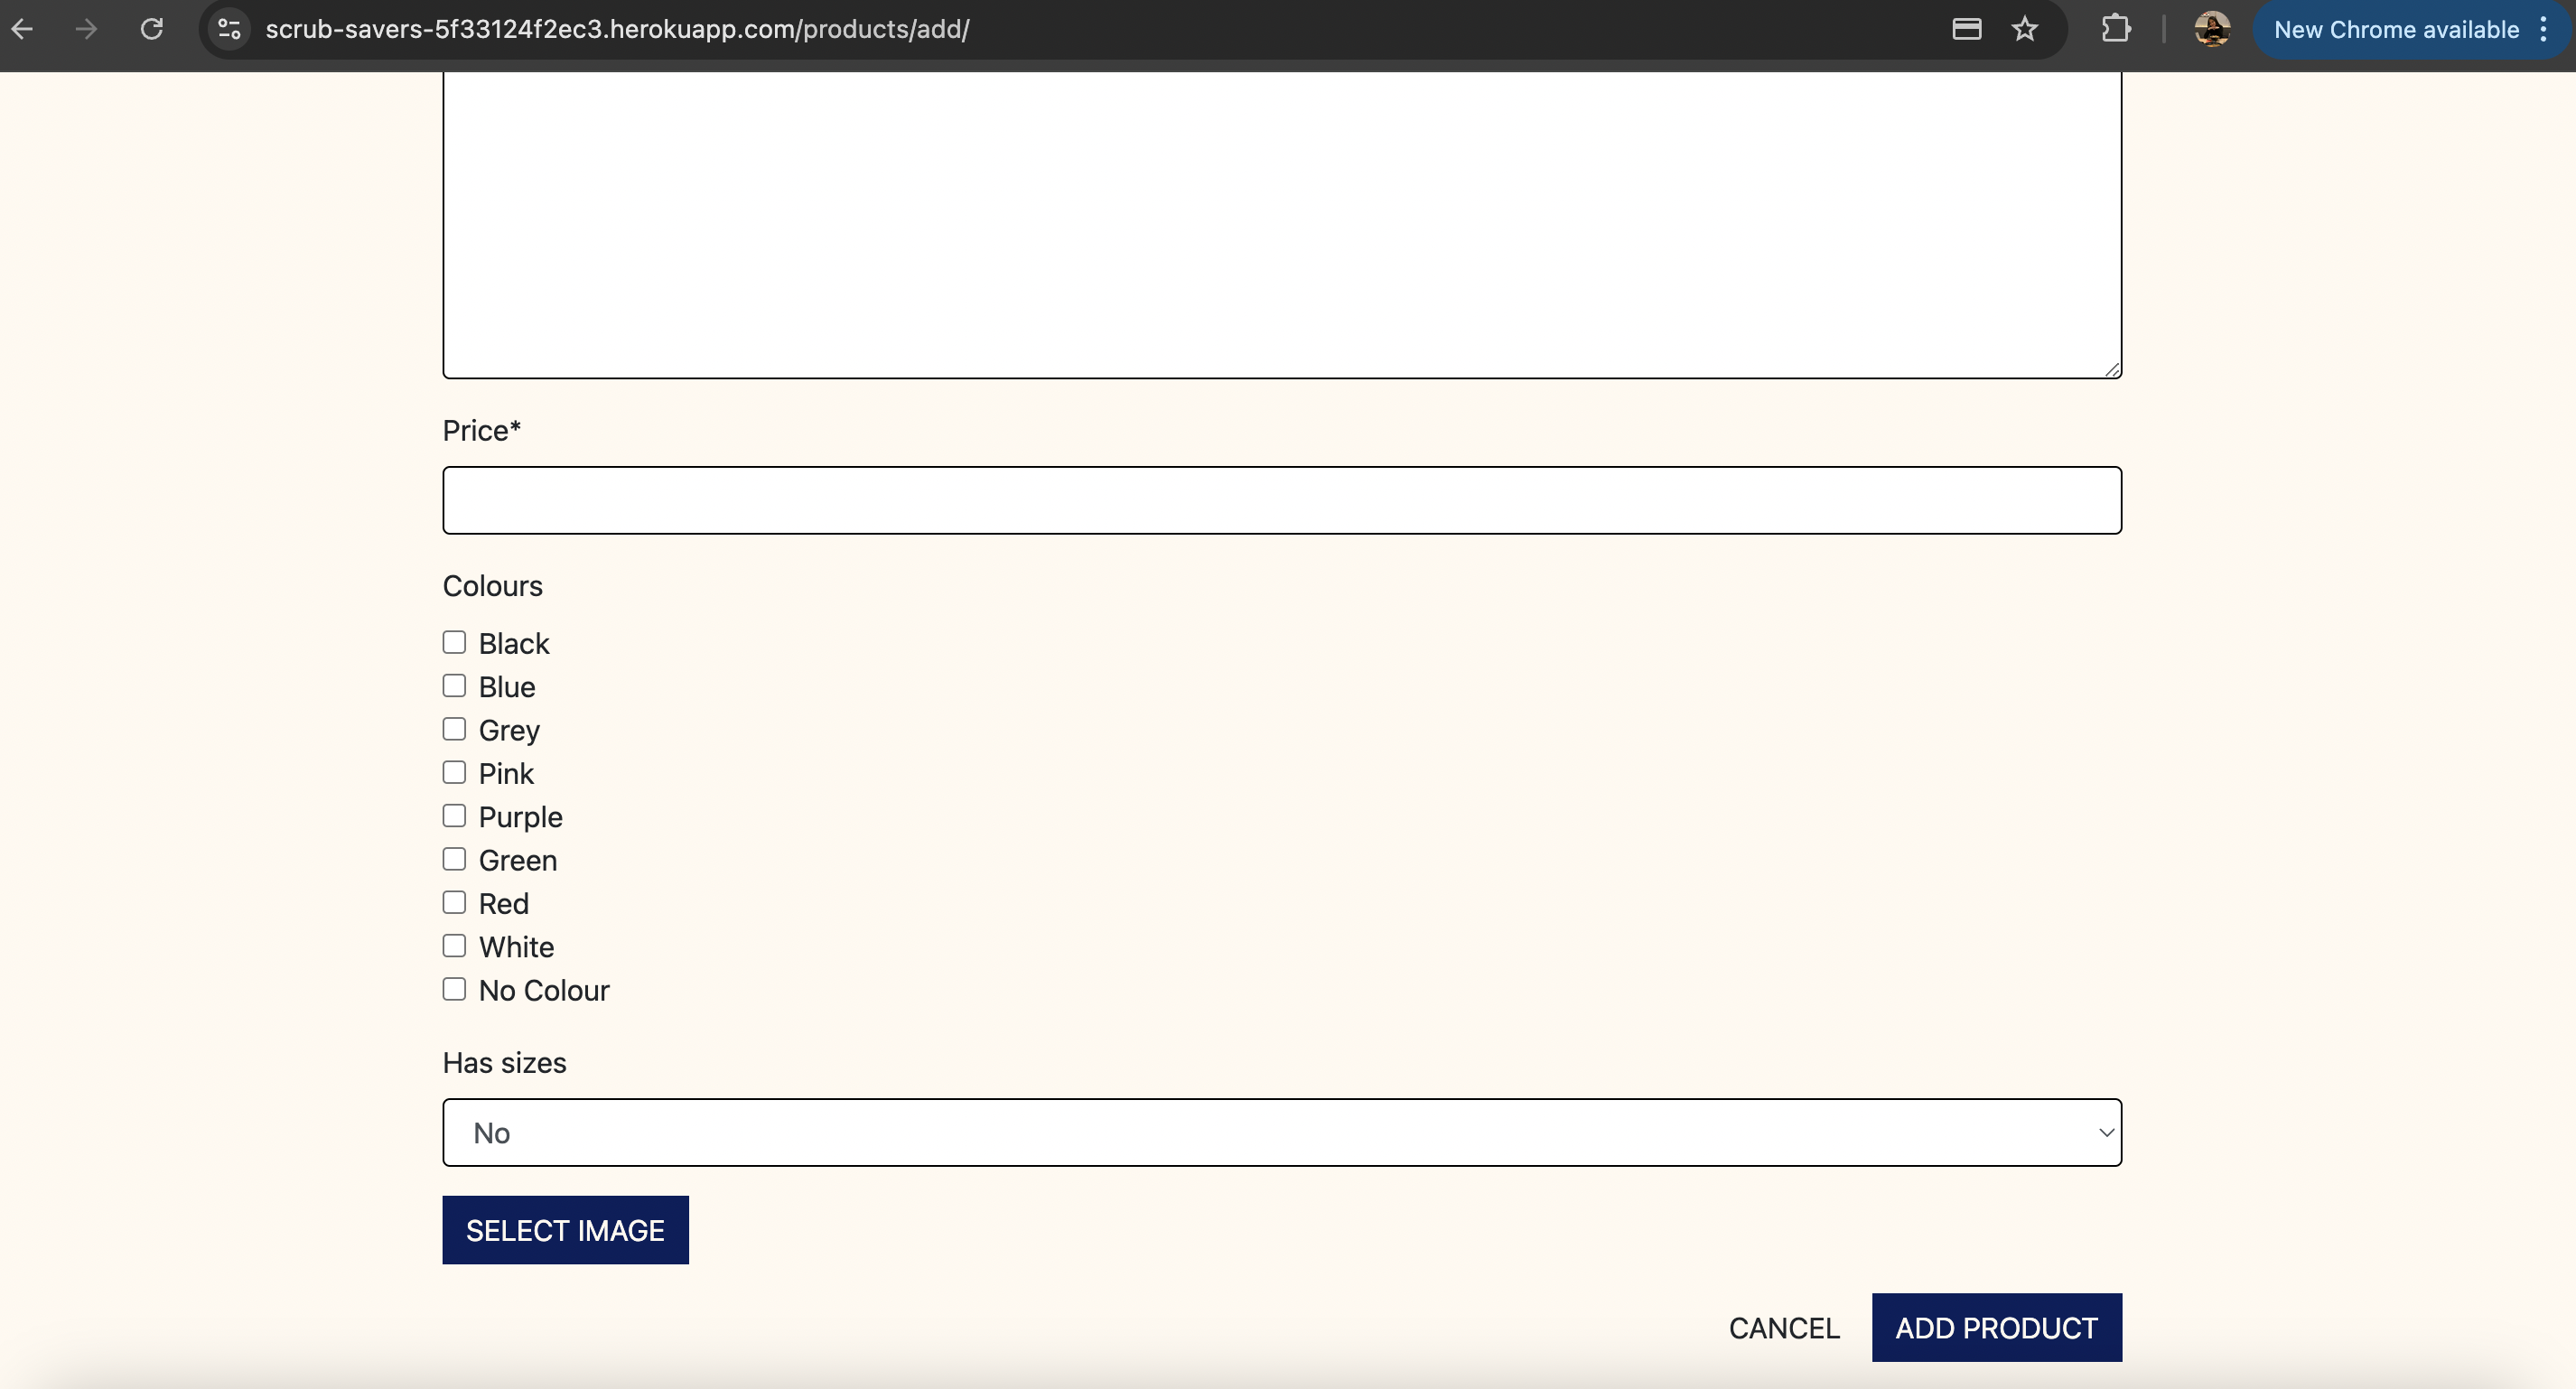 scrub-savers-5f33124f2ec3.herokuapp.com/products/add/
New Chrome available
Price*
Colours
Black
Blue
Grey
Pink
Purple
Green
Red
White
No Colour
Has sizes
No
SELECT IMAGE
CANCEL
ADD PRODUCT